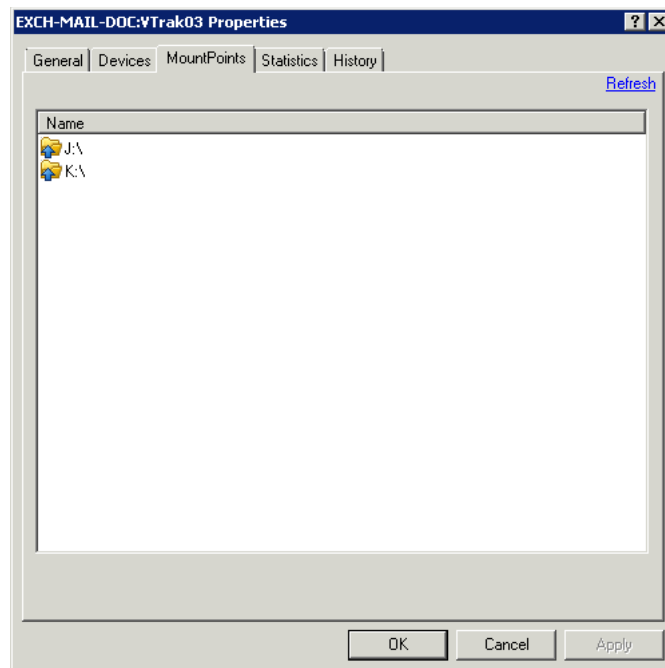 EXCH-MAIL-DOC:VTrak03 Properties
General Devices MountPoints Statistics History
Refresh
Name
J:\
K:\
OK Cancel Apply